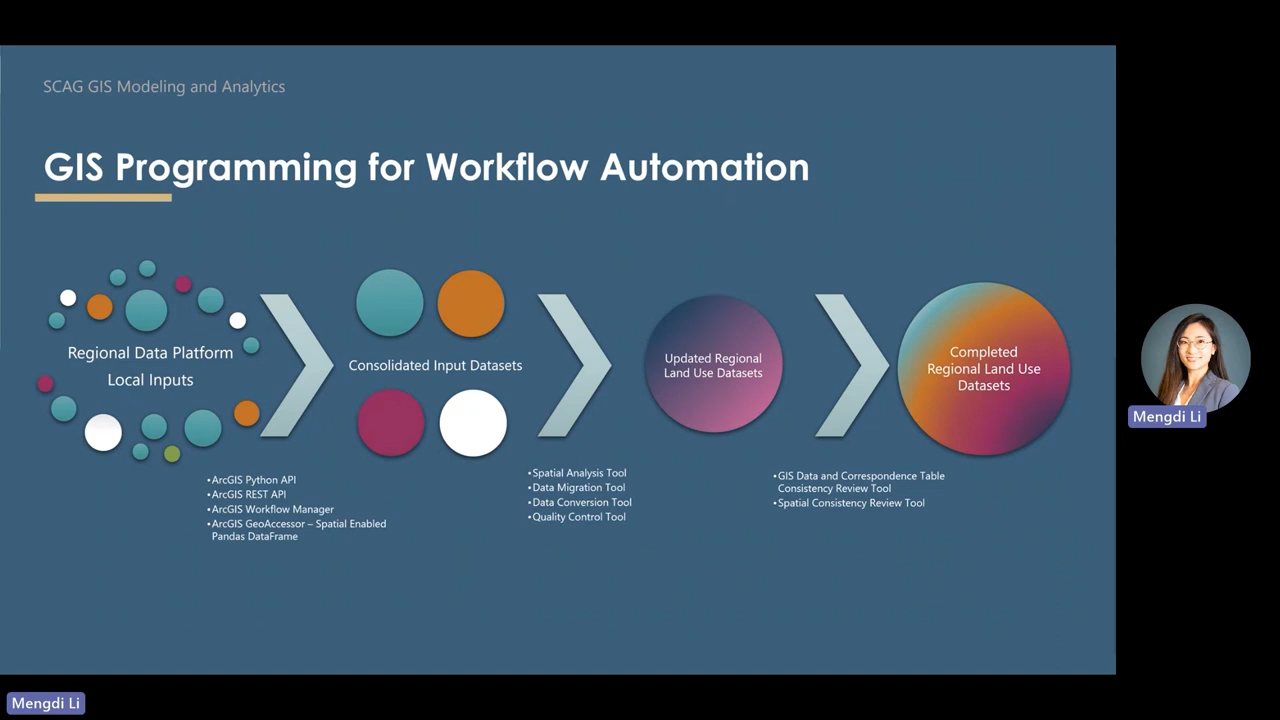 SCAG GIS Modeling and Analytics
GIS Programming for Workflow Automation
Regional Data Platform
Local Inputs
Consolidated Input Datasets
Updated Regional
Land Use Datasets
Completed
Regional Land Use
Datasets
•ArcGIS Python API
•ArcGIS REST API
•ArcGIS Workflow Manager
•ArcGIS GeoAccessor – Spatial Enabled
Pandas DataFrame
•Spatial Analysis Tool
•Data Migration Tool
•Data Conversion Tool
•Quality Control Tool
•GIS Data and Correspondence Table
Consistency Review Tool
•Spatial Consistency Review Tool
Mengdi Li
Mengdi Li